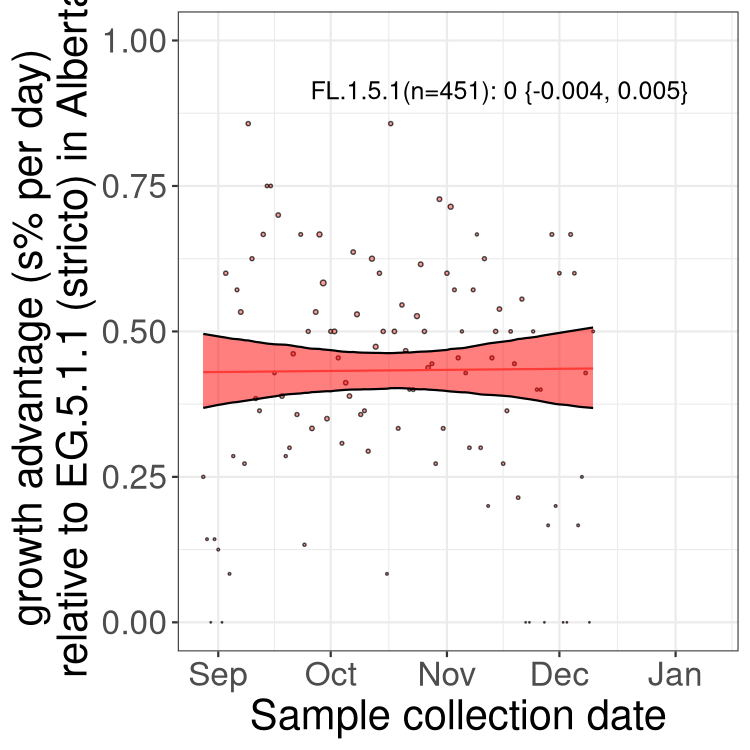 growth advantage (s% per day)
relative to EG.5.1.1 (stricto) in Alberta
1.00
0.75
0.50
0.25
0.00
FL.1.5.1(n=451): 0 {-0.004, 0.005}
Sep Oct Nov Dec Jan
Sample collection date